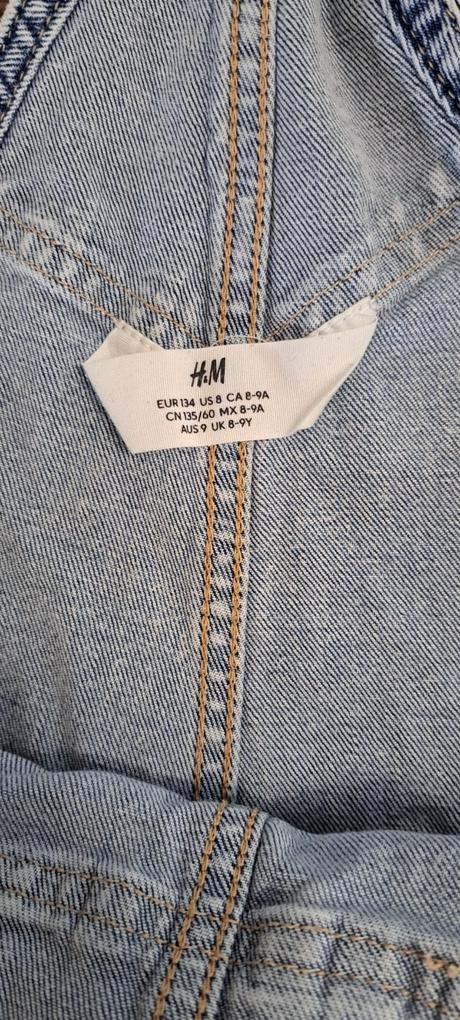 H&M
EUR 134 US 8 CA 8-9A
CN 135/60 MX 8-9A
AUS 9 UK 8-9Y